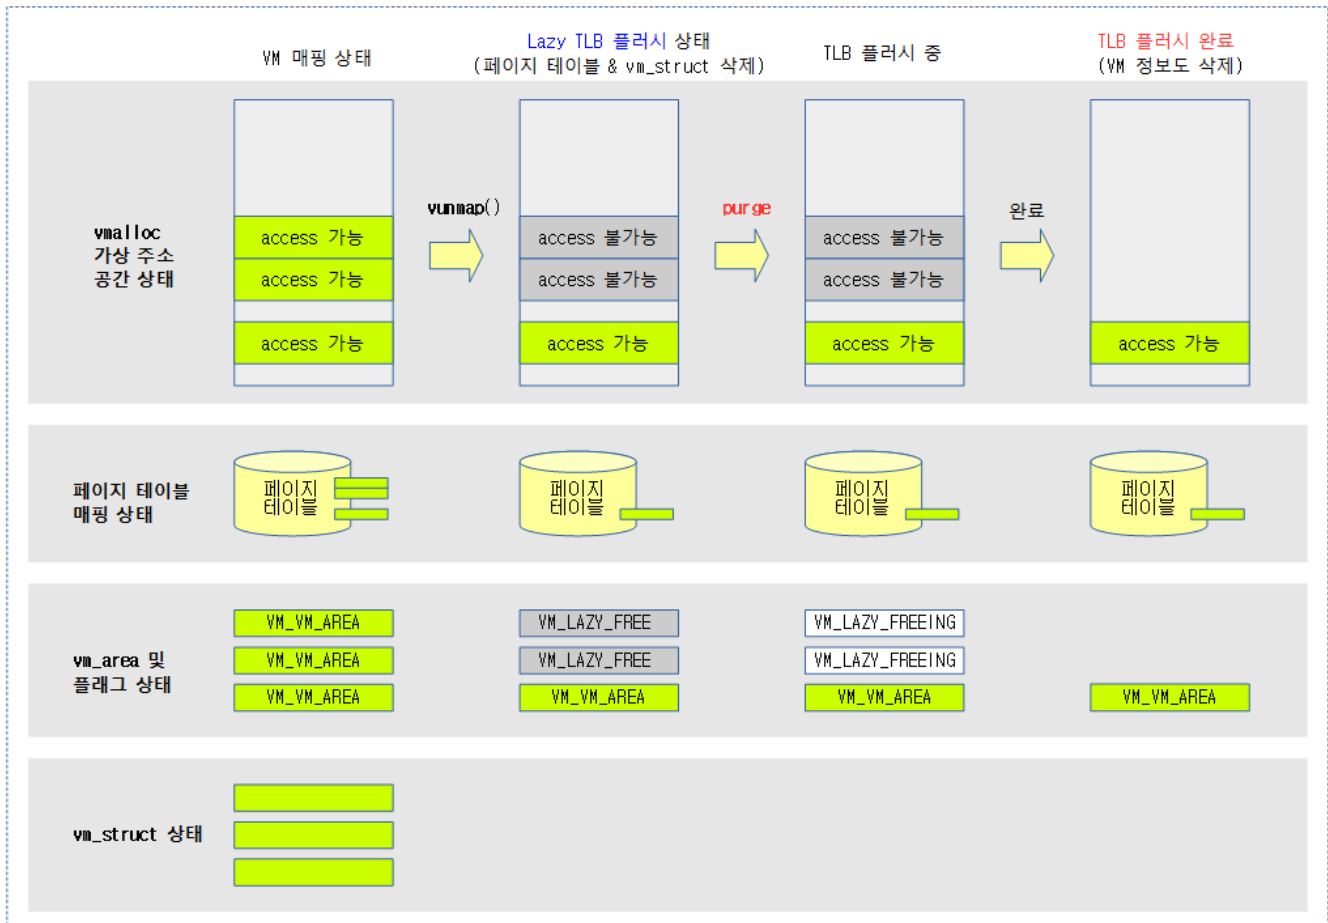 VM 매핑 상태
Lazy TLB 플러시 상태
(페이지 테이블 & vm_struct 삭제)
TLB 플러시 중
TLB 플러시 완료
(VM 정보도 삭제)
vmalloc
가상 주소
공간 상태
access 가능
access 가능
access 가능
vunmap()
access 불가능
access 불가능
access 가능
purge
access 불가능
access 불가능
access 가능
완료
access 가능
페이지 테이블
매핑 상태
페이지
테이블
페이지
테이블
페이지
테이블
페이지
테이블
vm_area 및
플래그 상태
VM_VM_AREA
VM_VM_AREA
VM_VM_AREA
VM_LAZY_FREE
VM_LAZY_FREE
VM_VM_AREA
VM_LAZY_FREEING
VM_LAZY_FREEING
VM_VM_AREA
VM_VM_AREA
vm_struct 상태